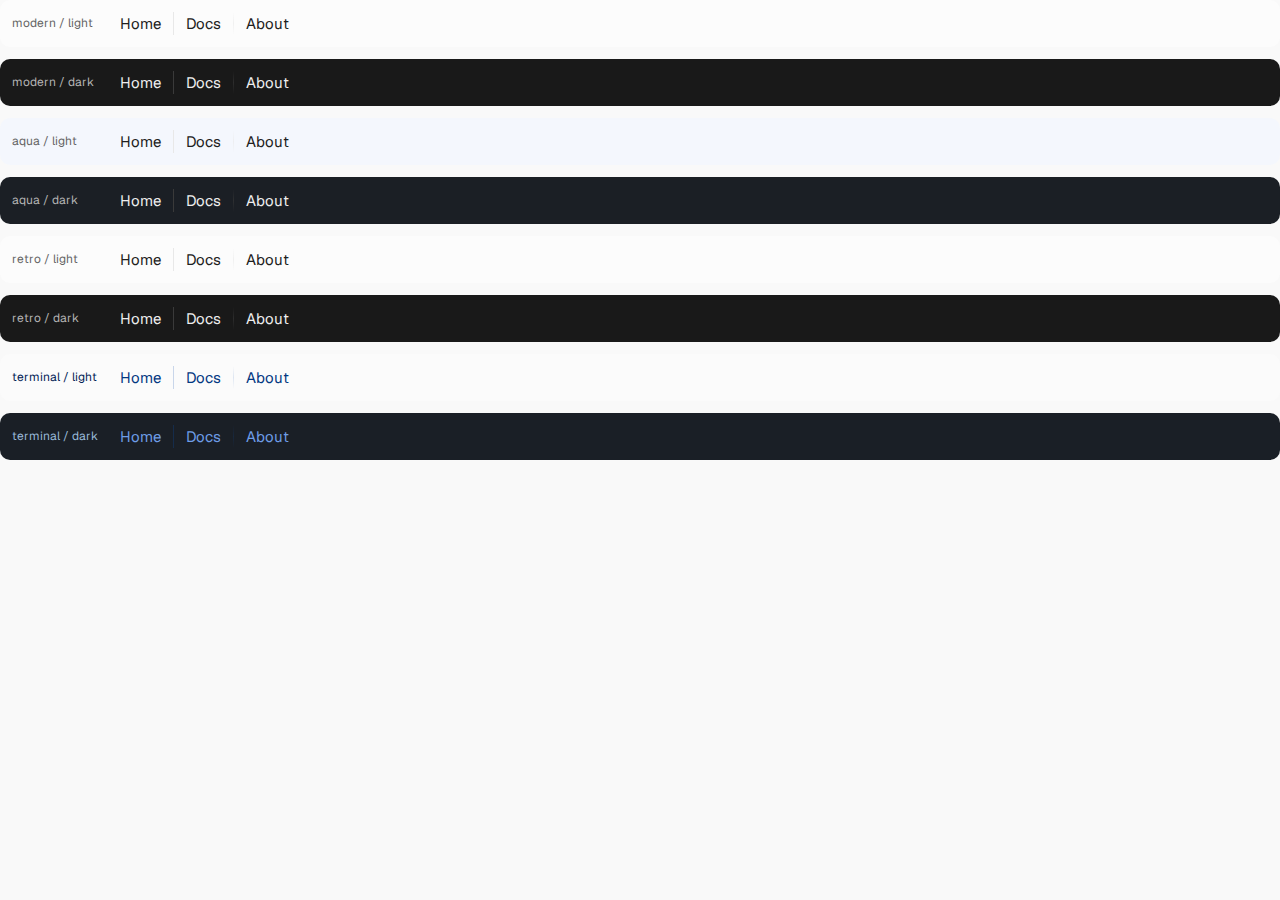 modern / light Home Docs About
modern / dark Home Docs About
aqua / light Home Docs About
aqua / dark Home Docs About
retro / light Home Docs About
retro / dark Home Docs About
terminal / light Home Docs About
terminal / dark Home Docs About